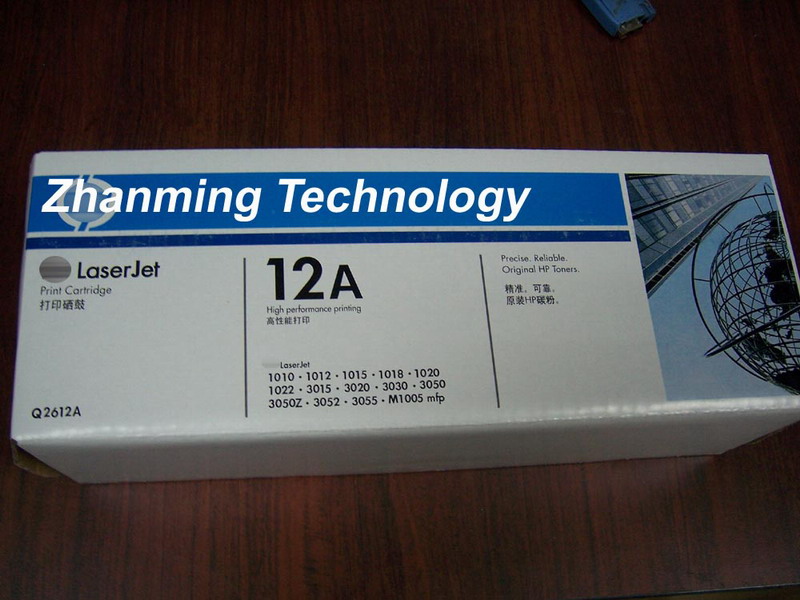 Zhanming Technology
LaserJet
Print Cartridge
打印硒鼓
Q2612A
12A
High performance printing
高性能打印
LaserJet
1010 · 1012 · 1015 · 1018 · 1020
1022 · 3015 · 3020 · 3030 · 3050
3050Z · 3052 · 3055 · M1005 mfp
Precise. Reliable.
Original HP Toners.
精准。可靠。
原装HP碳粉。